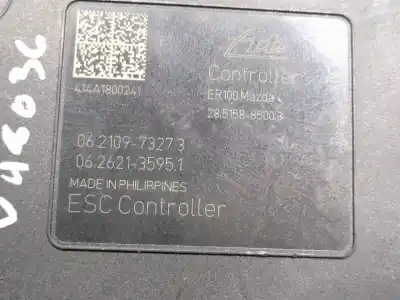 Ate
Controller
414A1800241
ER100 Mazda
28.5158-8500.3
06.2109-7327.3
06.2621-3595.1
MADE IN PHILIPPINES
ESC Controller